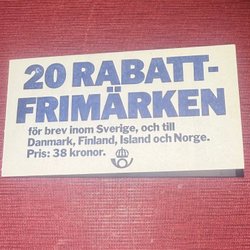 20 RABATT-
FRIMÄRKEN
för brev inom Sverige, och till
Danmark, Finland, Island och Norge.
Pris: 38 kronor.